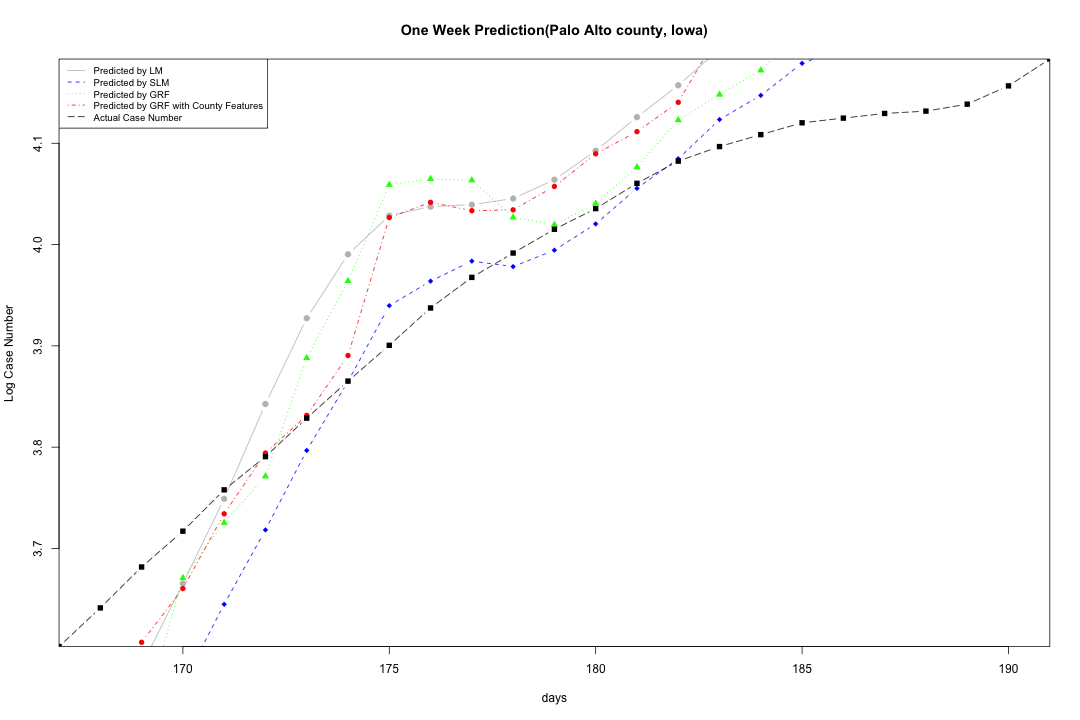 One Week Prediction(Palo Alto county, Iowa)
Predicted by LM
Predicted by SLM
Predicted by GRF
Predicted by GRF with County Features
Actual Case Number
4.1
4.0
3.9
3.8
3.7
Log Case Number
170 175 180 185 190
days